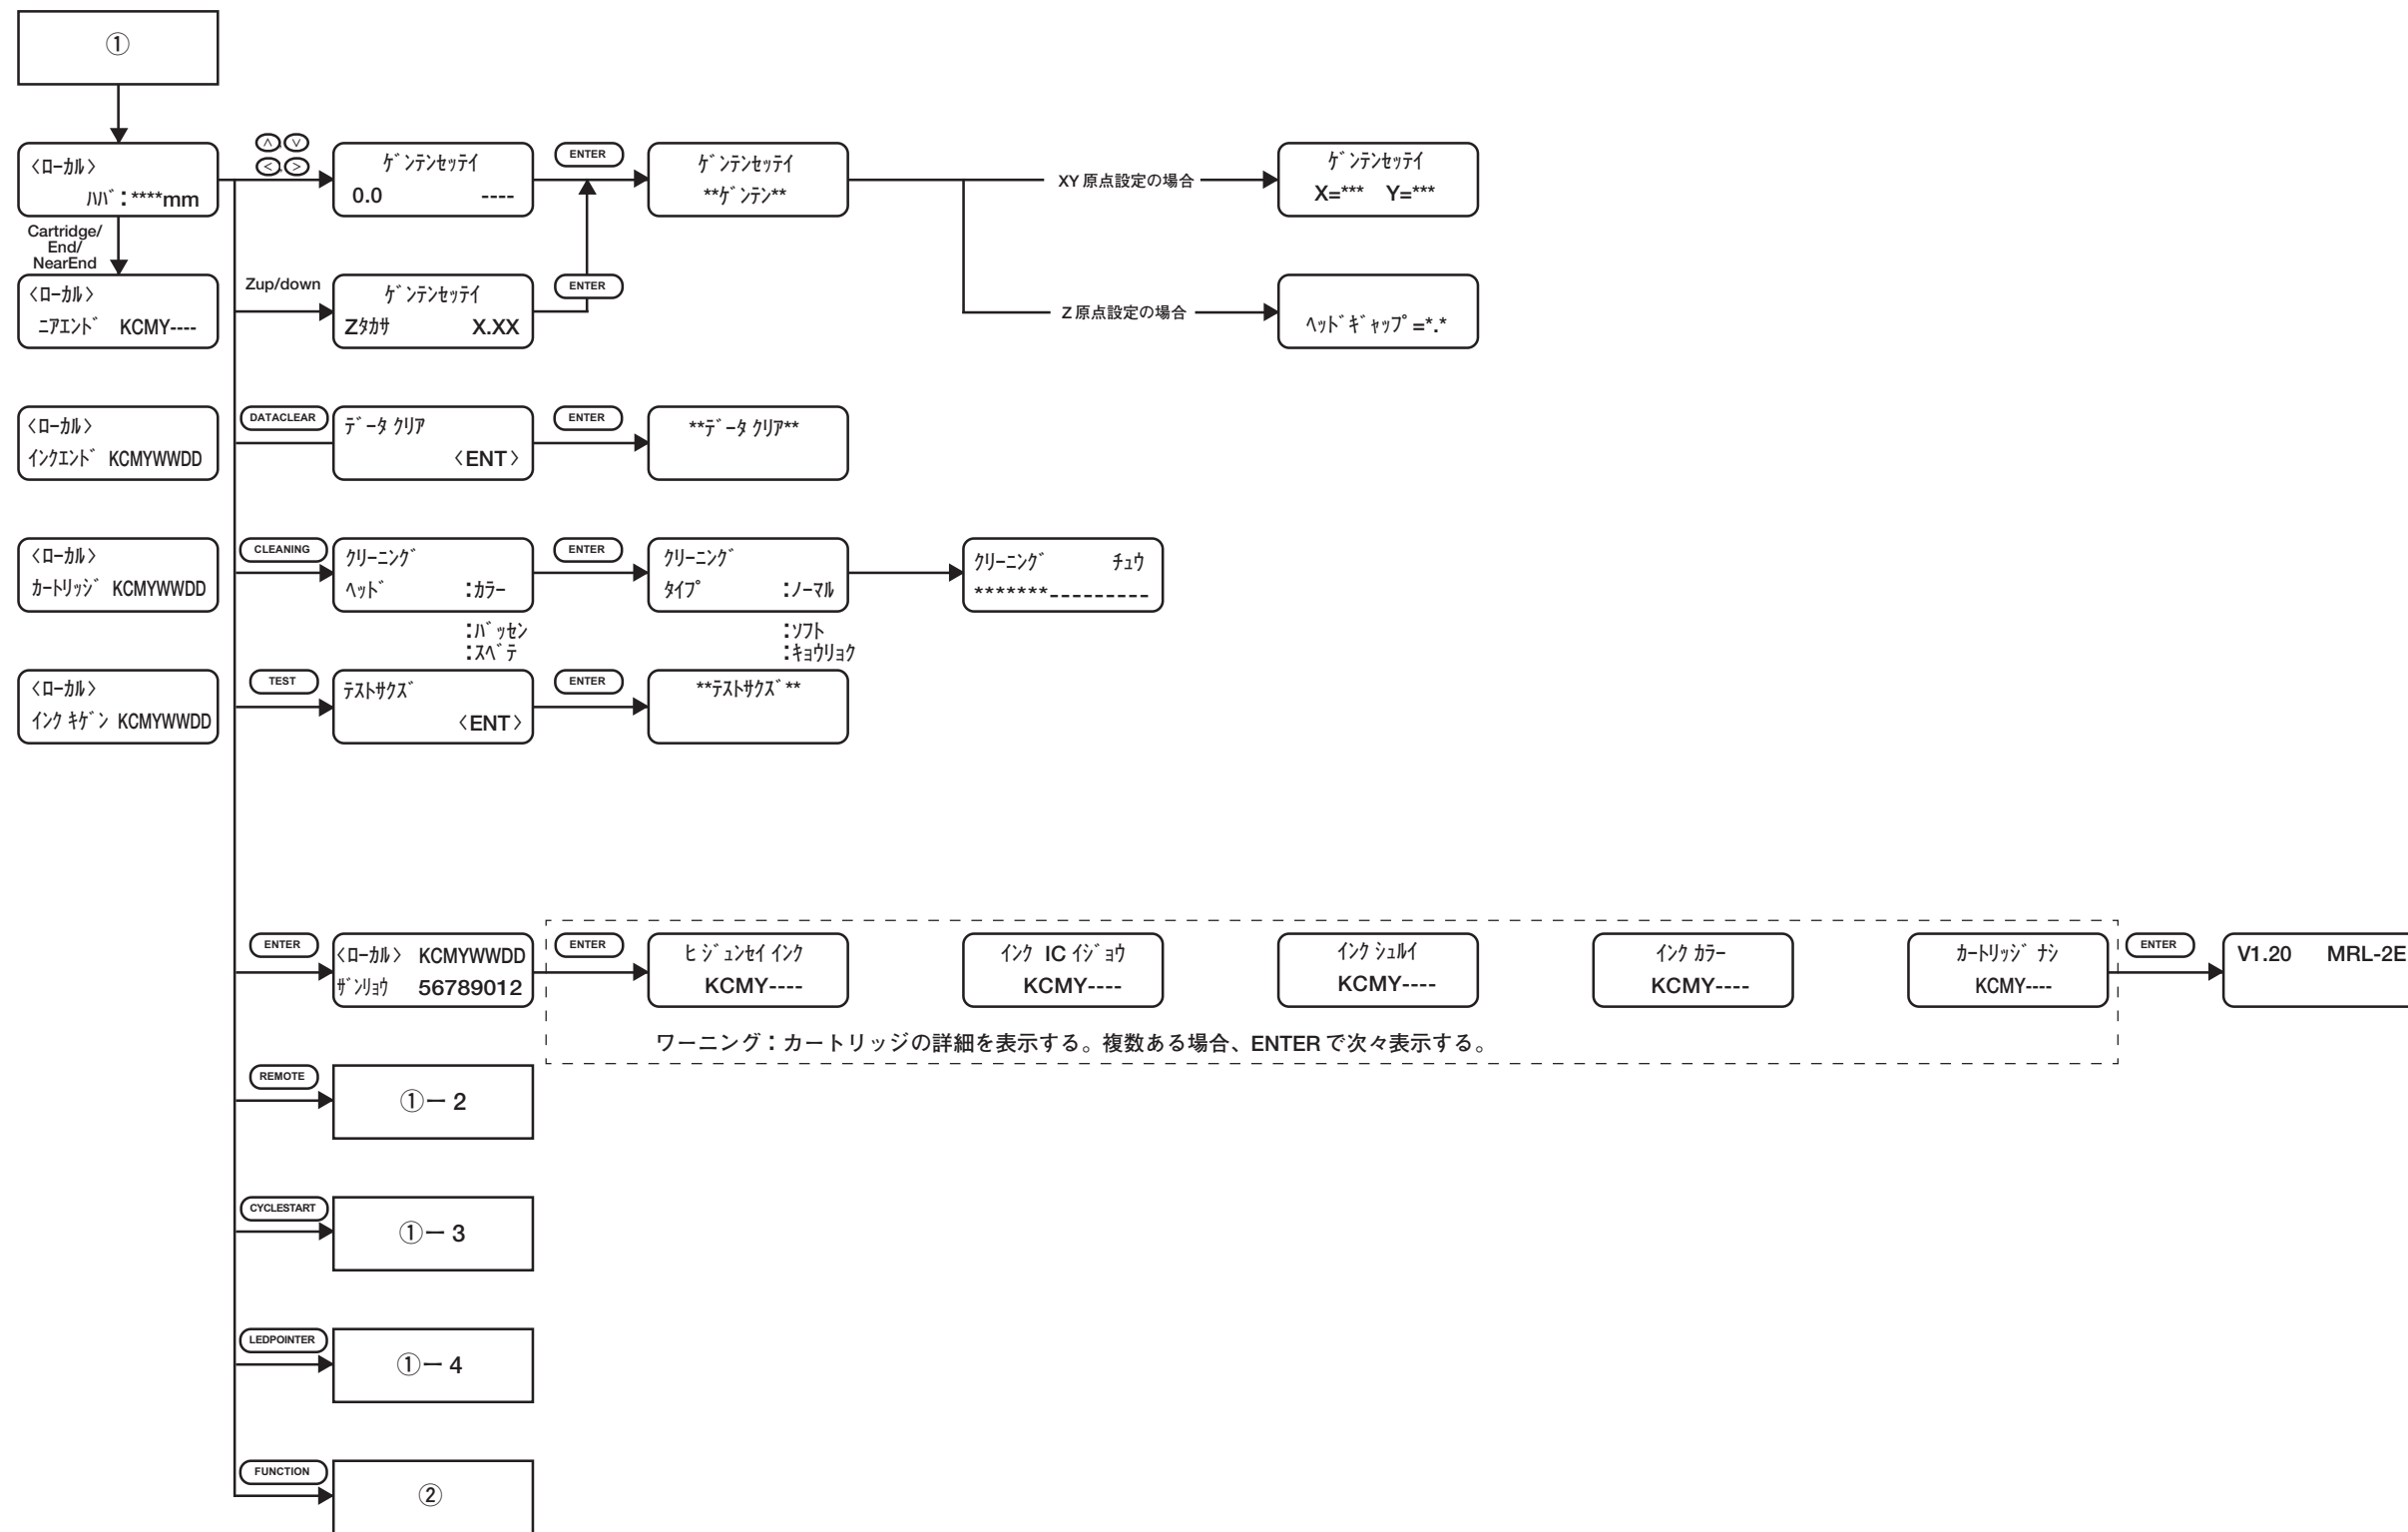 ①
〈ﾛｰｶﾙ〉
ﾊﾊﾞ：****mm
∧ ∨
＜ ＞
ｹﾞﾝﾃﾝｾｯﾃｲ
0.0 ----
ENTER
ｹﾞﾝﾃﾝｾｯﾃｲ
**ｹﾞﾝﾃﾝ**
XY 原点設定の場合
ｹﾞﾝﾃﾝｾｯﾃｲ
X=*** Y=***
Cartridge/
End/
NearEnd
〈ﾛｰｶﾙ〉
ﾆｱｴﾝﾄﾞ KCMY----
Zup/down
ｹﾞﾝﾃﾝｾｯﾃｲ
Zﾀｶｻ X.XX
ENTER
Z 原点設定の場合
ﾍｯﾄﾞｷﾞｬｯﾌﾟ=*.*
〈ﾛｰｶﾙ〉
ｲﾝｸｴﾝﾄﾞ KCMYWWDD
DATACLEAR
ﾃﾞｰﾀ ｸﾘｱ
〈ENT〉
ENTER
**ﾃﾞｰﾀ ｸﾘｱ**
〈ﾛｰｶﾙ〉
ｶｰﾄﾘｯｼﾞ KCMYWWDD
CLEANING
ｸﾘｰﾆﾝｸﾞ
ﾍｯﾄﾞ ：ｶﾗｰ
：ﾊﾞｯｾﾝ
：ｽﾍﾞﾃ
ENTER
ｸﾘｰﾆﾝｸﾞ
ﾀｲﾌﾟ ：ﾉｰﾏﾙ
：ｿﾌﾄ
：ｷｮｳﾘｮｸ
ｸﾘｰﾆﾝｸﾞ ﾁｭｳ
*******----------
〈ﾛｰｶﾙ〉
ｲﾝｸ ｷｹﾞﾝ KCMYWWDD
TEST
ﾃｽﾄｻｸｽﾞ
〈ENT〉
ENTER
**ﾃｽﾄｻｸｽﾞ**
ENTER
〈ﾛｰｶﾙ〉 KCMYWWDD
ｻﾞﾝﾘｮｳ 56789012
ENTER
ﾋ ｼﾞｭﾝｾｲ ｲﾝｸ
KCMY----
ｲﾝｸ IC ｲｼﾞｮｳ
KCMY----
ｲﾝｸ ｼｭﾙｲ
KCMY----
ｲﾝｸ ｶﾗｰ
KCMY----
ｶｰﾄﾘｯｼﾞ ﾅｼ
KCMY----
ENTER
V1.20 MRL-2E
ワーニング：カートリッジの詳細を表示する。複数ある場合、ENTER で次々表示する。
REMOTE
①ー 2
CYCLESTART
①ー 3
LEDPOINTER
①ー 4
FUNCTION
②